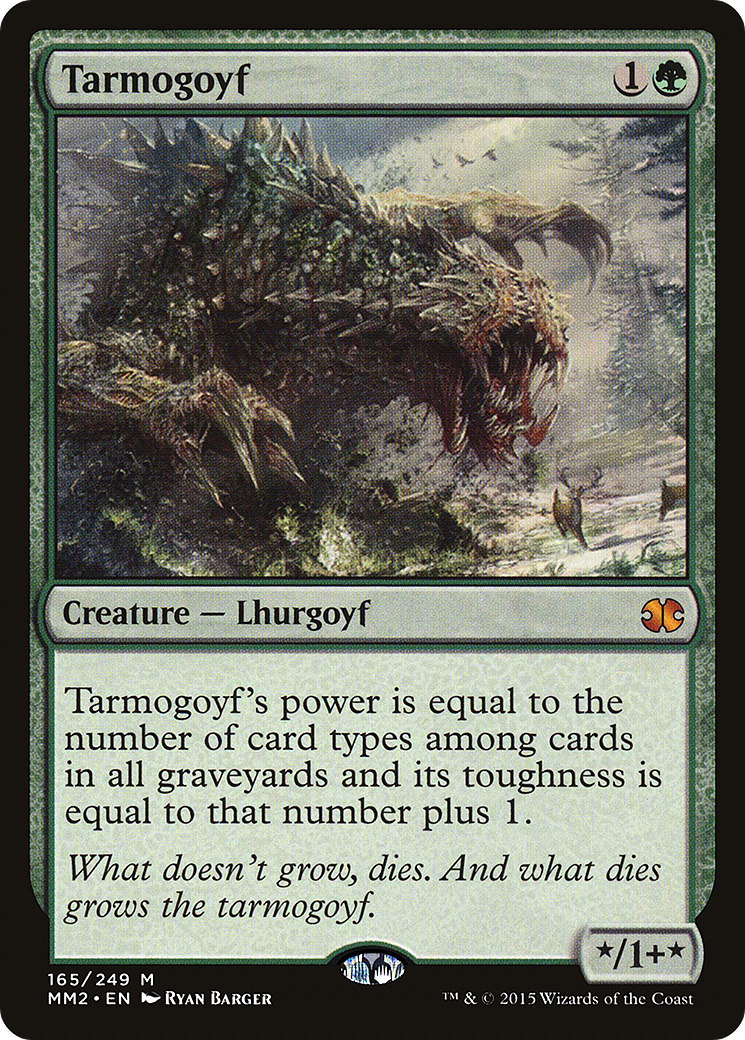 Tarmogoyf 1
Creature — Lhurgoyf
Tarmogoyf's power is equal to the
number of card types among cards
in all graveyards and its toughness is
equal to that number plus 1.
What doesn't grow, dies. And what dies
grows the tarmogoyf.
★/1+★
165/249 M
MM2 • EN RYAN BARGER
™ & © 2015 Wizards of the Coast